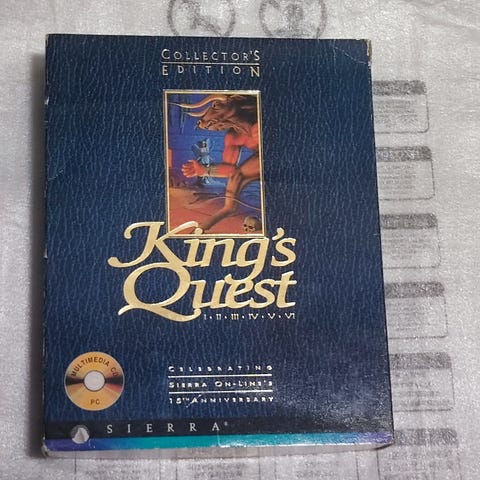 COLLECTOR'S
EDITION
King's
Quest
I • II • III • IV • V • VI
MULTIMEDIA CD
PC
CELEBRATING
SIERRA ON-LINE'S
15TH ANNIVERSARY
SIERRA®